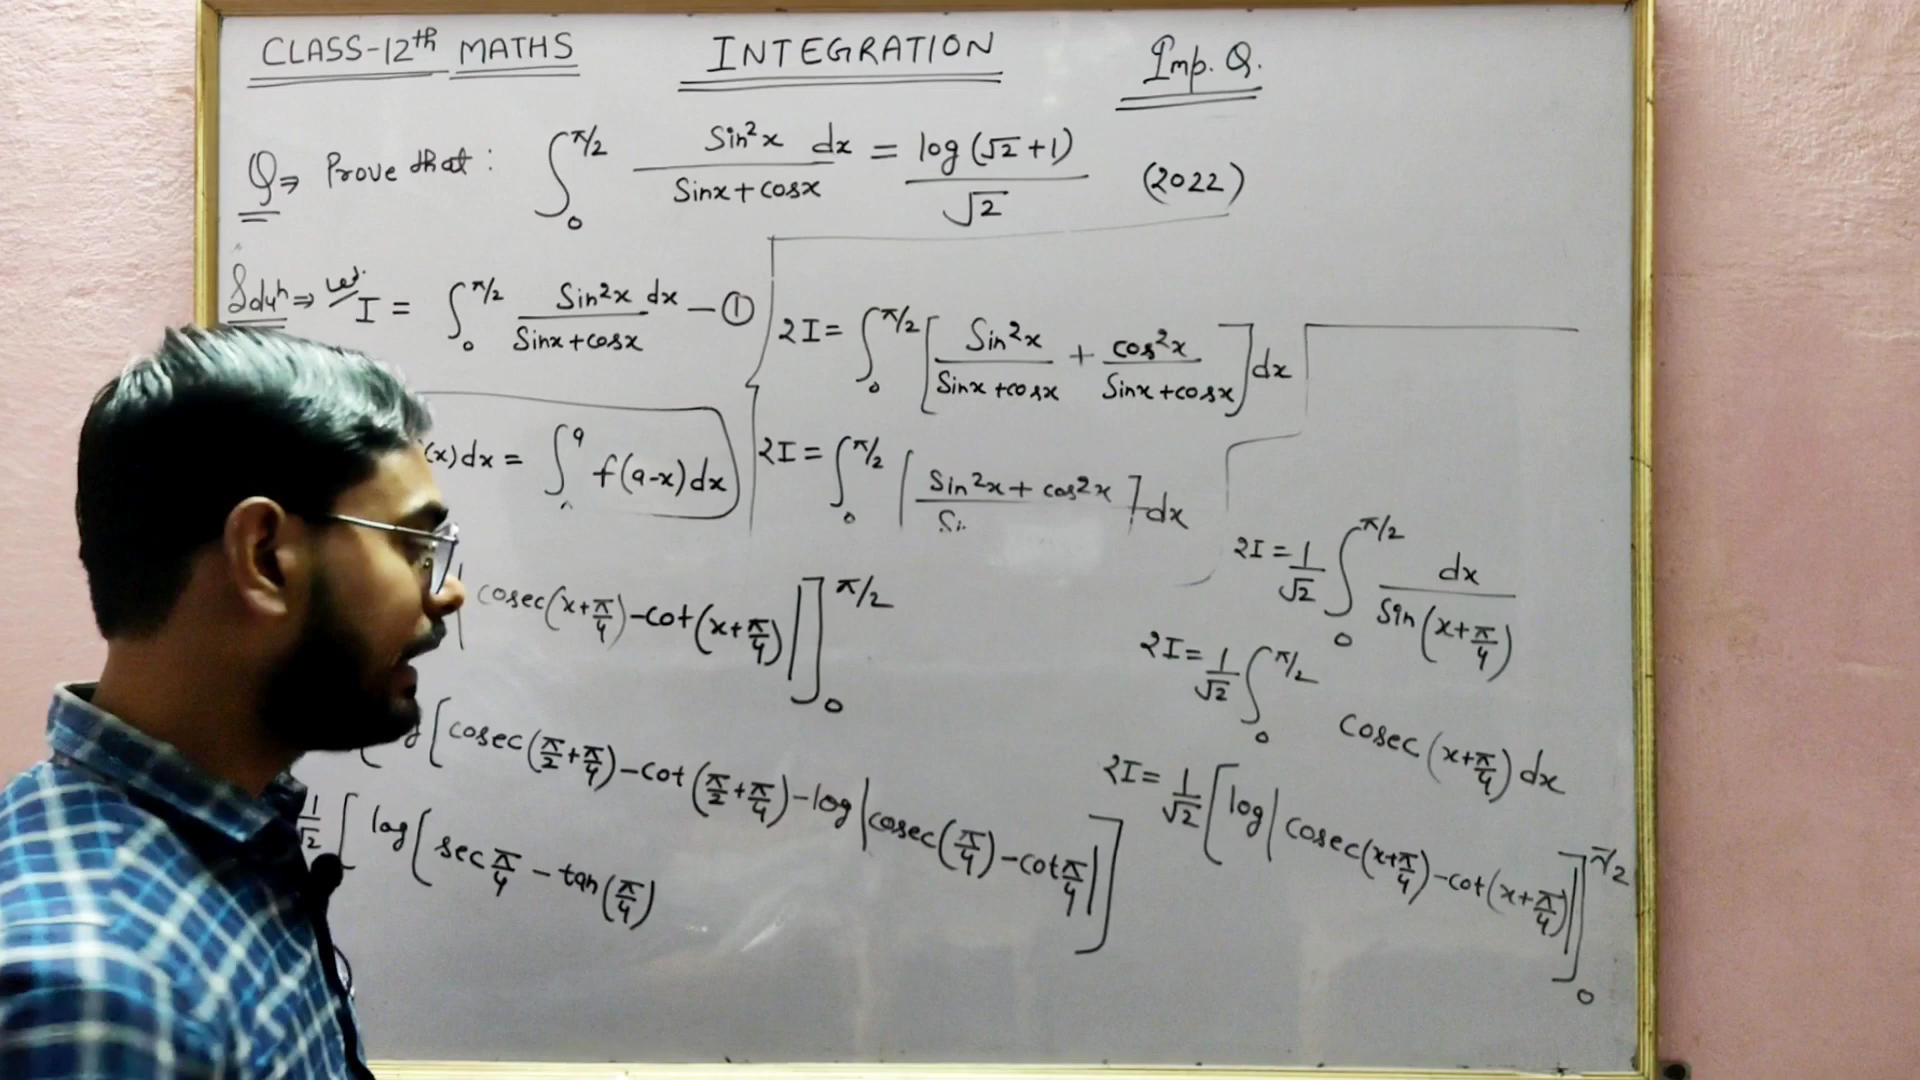 CLASS-12th MATHS INTEGRATION Imp. Q.
Q⇒ Prove that: ∫₀^π/2 Sin²x dx / Sinx+cosx = log(√2+1) / √2 (2022)
Soluⁿ⇒ let I = ∫₀^π/2 Sin²x dx / Sinx+cosx - ①
(x)dx = ∫ᵃ f(a-x)dx
2I = ∫₀^π/2 [Sin²x / Sinx+cosx + cos²x / Sinx+cosx] dx
2I = ∫₀^π/2 [Sin²x + cos²x / Si] dx
2I = 1/√2 ∫₀^π/2 dx / Sin(x+π/4)
2I = 1/√2 ∫₀^π/2 cosec(x+π/4) dx
2I = 1/√2 [log|cosec(x+π/4)-cot(x+π/4)|]₀^π/2
cosec(x+π/4)-cot(x+π/4)|]₀^π/2
[cosec(π/2+π/4)-cot(π/2+π/4)-log|cosec(π/4)-cotπ/4|]
1/√2 [log(secπ/4 - tan(π/4)